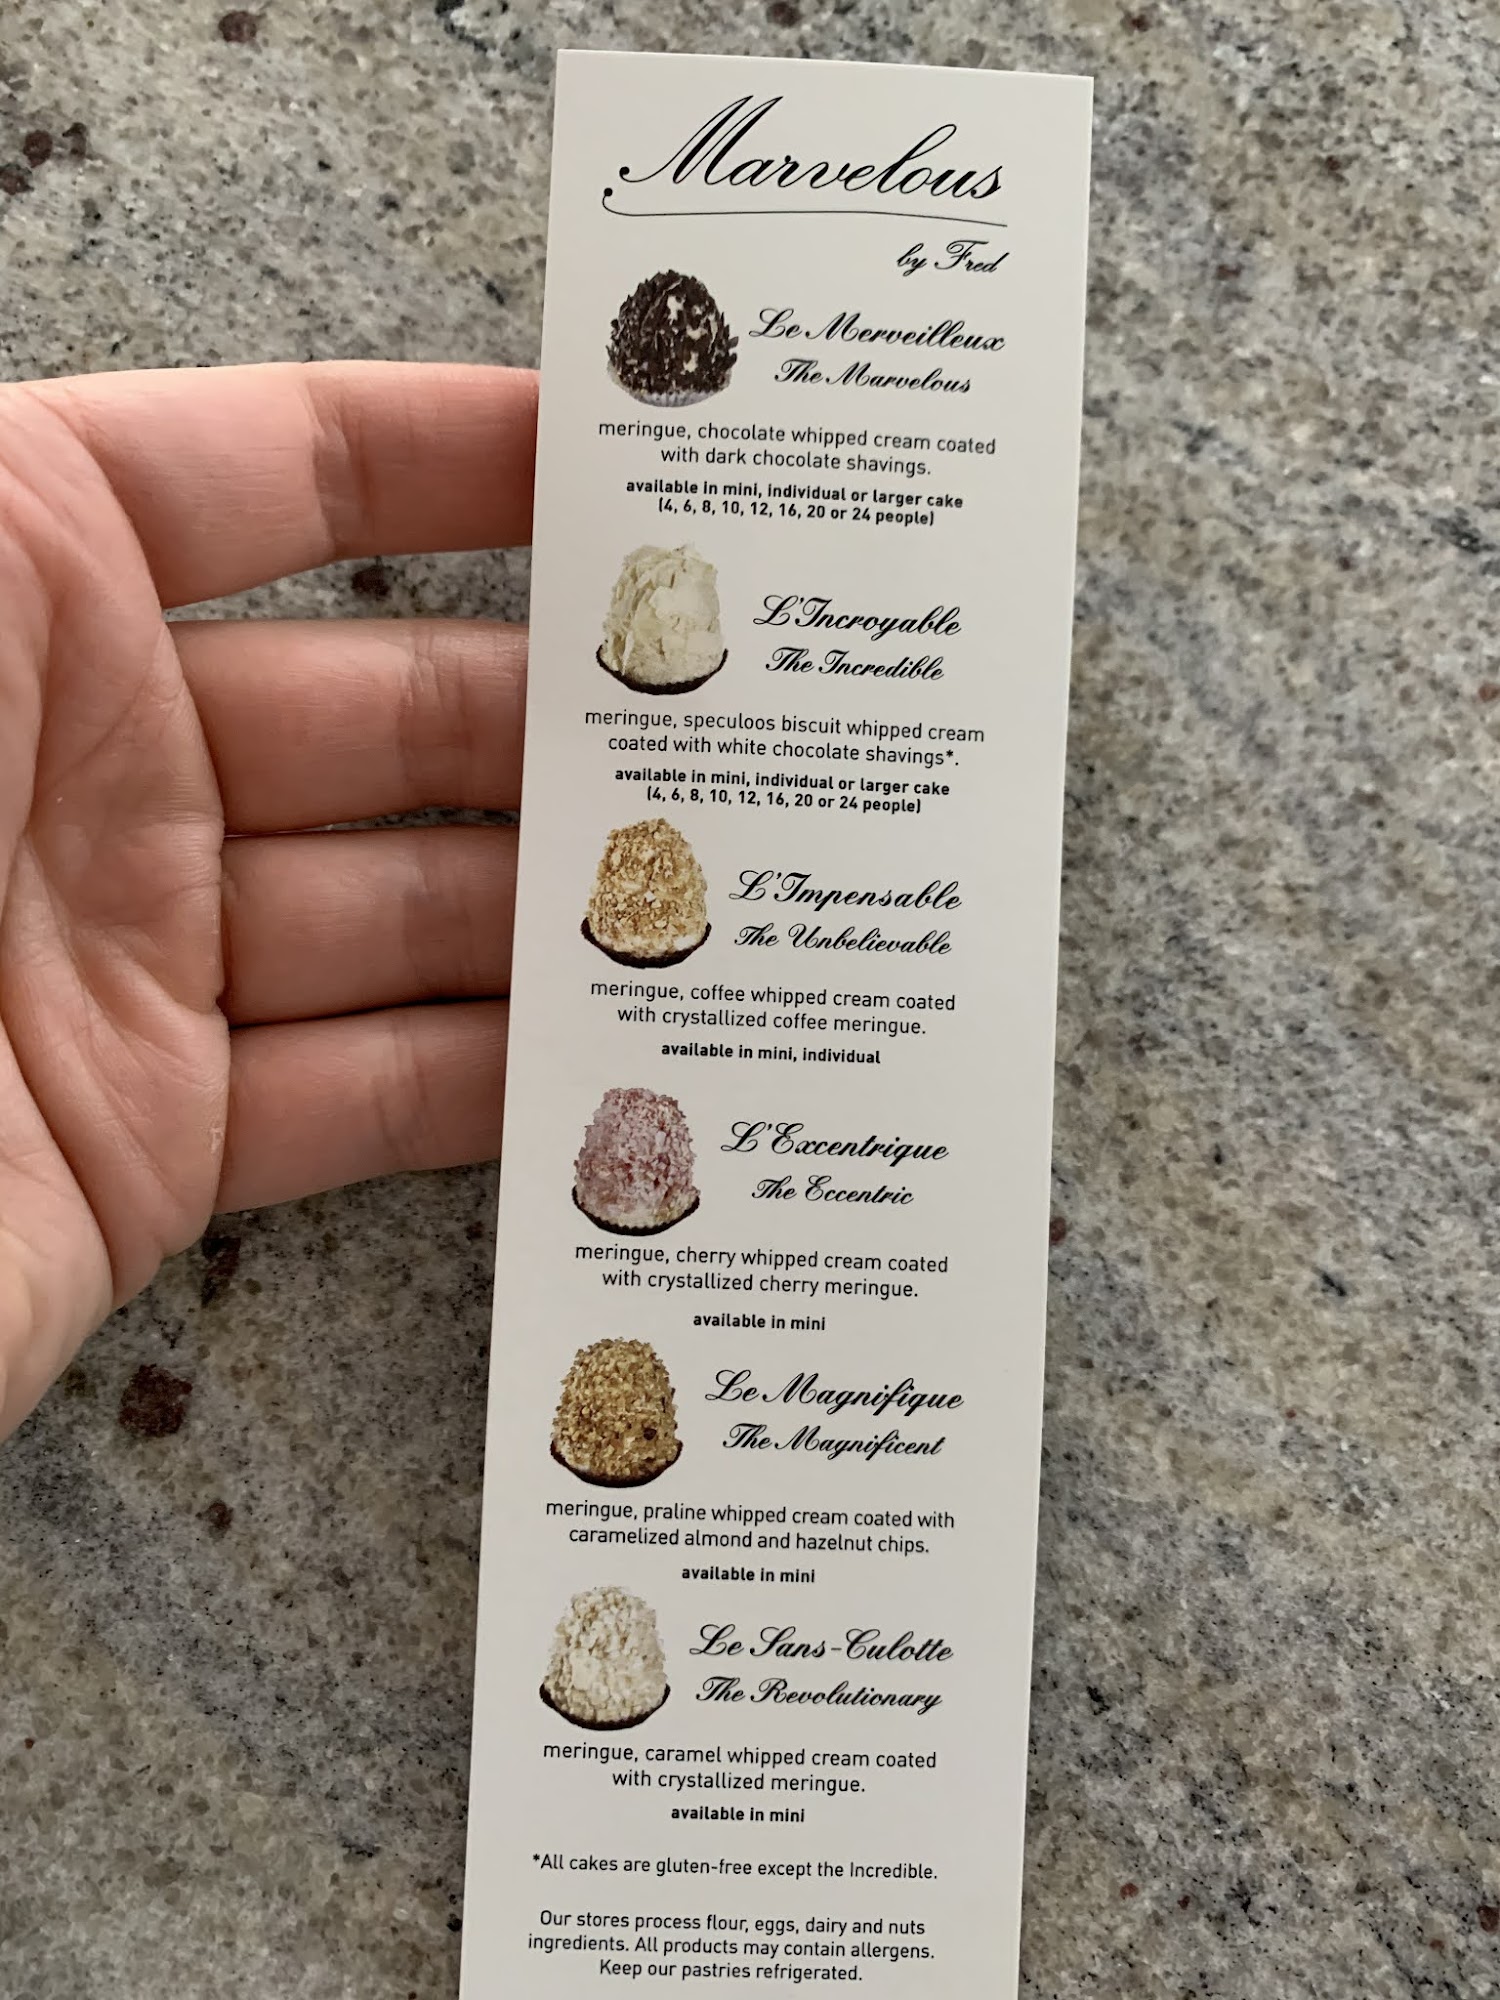 Marvelous
by Fred
Le Merveilleux
The Marvelous
meringue, chocolate whipped cream coated
with dark chocolate shavings.
available in mini, individual or larger cake
(4, 6, 8, 10, 12, 16, 20 or 24 people)
L'Incroyable
The Incredible
meringue, speculoos biscuit whipped cream
coated with white chocolate shavings*.
available in mini, individual or larger cake
(4, 6, 8, 10, 12, 16, 20 or 24 people)
L'Impensable
The Unbelievable
meringue, coffee whipped cream coated
with crystallized coffee meringue.
available in mini, individual
L'Excentrique
The Eccentric
meringue, cherry whipped cream coated
with crystallized cherry meringue.
available in mini
Le Magnifique
The Magnificent
meringue, praline whipped cream coated with
caramelized almond and hazelnut chips.
available in mini
Le Sans-Culotte
The Revolutionary
meringue, caramel whipped cream coated
with crystallized meringue.
available in mini
*All cakes are gluten-free except the Incredible.
Our stores process flour, eggs, dairy and nuts
ingredients. All products may contain allergens.
Keep our pastries refrigerated.